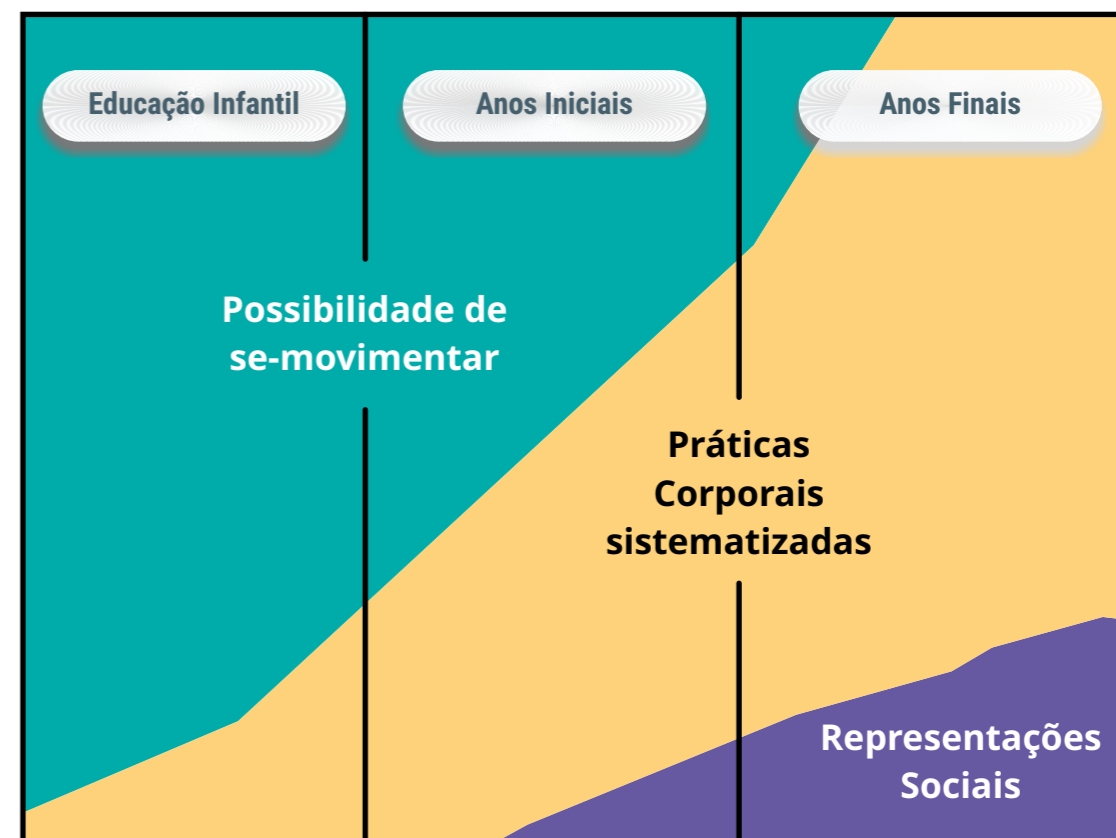 Educação Infantil
Anos Iniciais
Anos Finais
Possibilidade de
se-movimentar
Práticas
Corporais
sistematizadas
Representações
Sociais